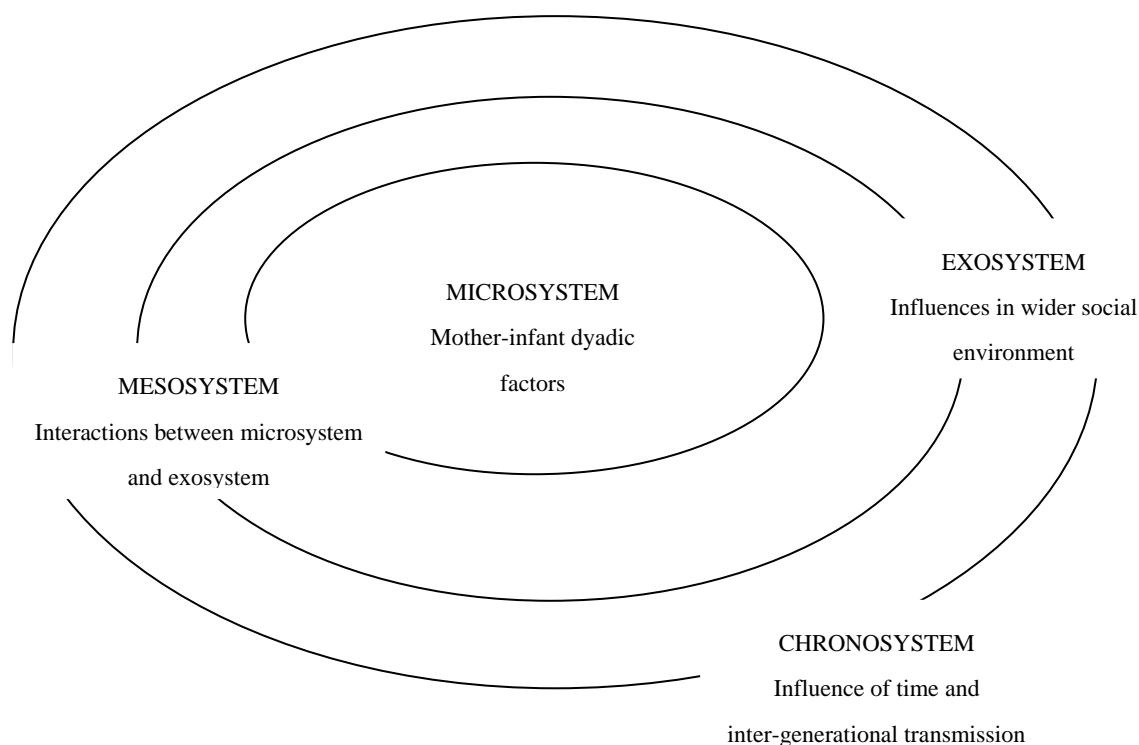 EXOSYSTEM
Influences in wider social
environment
MICROSYSTEM
Mother-infant dyadic
factors
MESOSYSTEM
Interactions between microsystem
and exosystem
CHRONOSYSTEM
Influence of time and
inter-generational transmission